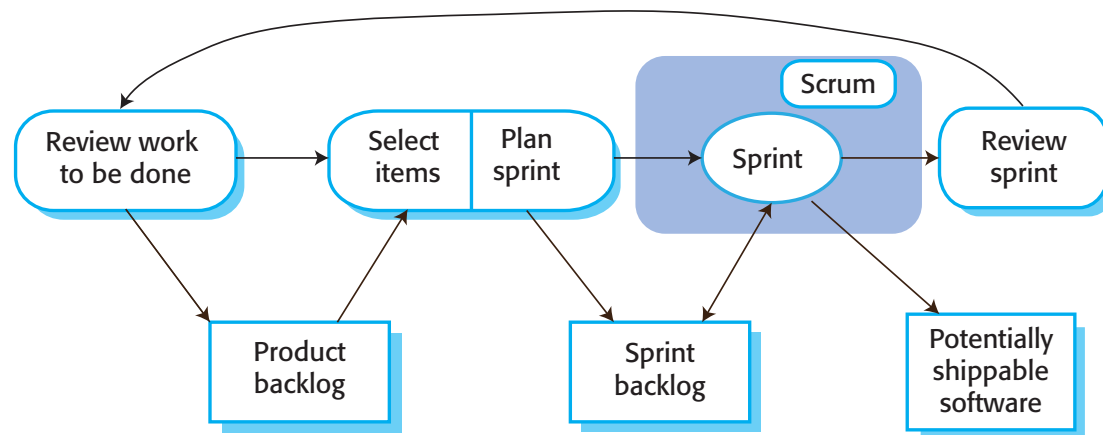 Review work
to be done
Select
items
Plan
sprint
Scrum
Sprint
Review
sprint
Product
backlog
Sprint
backlog
Potentially
shippable
software